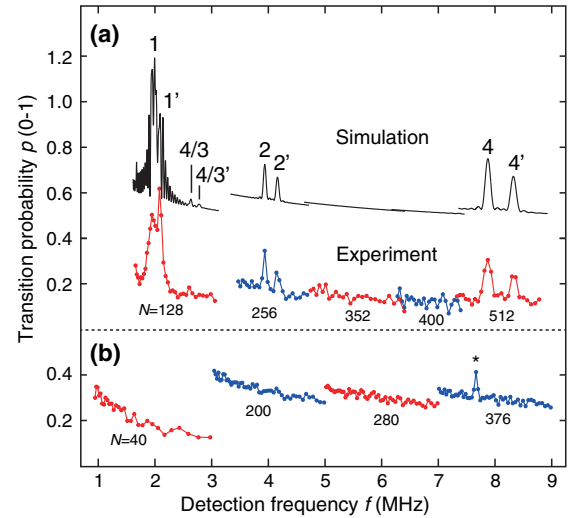 (a)
1
1'
4/3
4/3'
2
2'
4
4'
Simulation
Experiment
1.2
1.0
0.8
0.6
0.4
0.2
N=128
256
352
400
512
(b)
*
0.4
0.2
N=40
200
280
376
1 2 3 4 5 6 7 8 9
Detection frequency f (MHz)
Transition probability p (0-1)